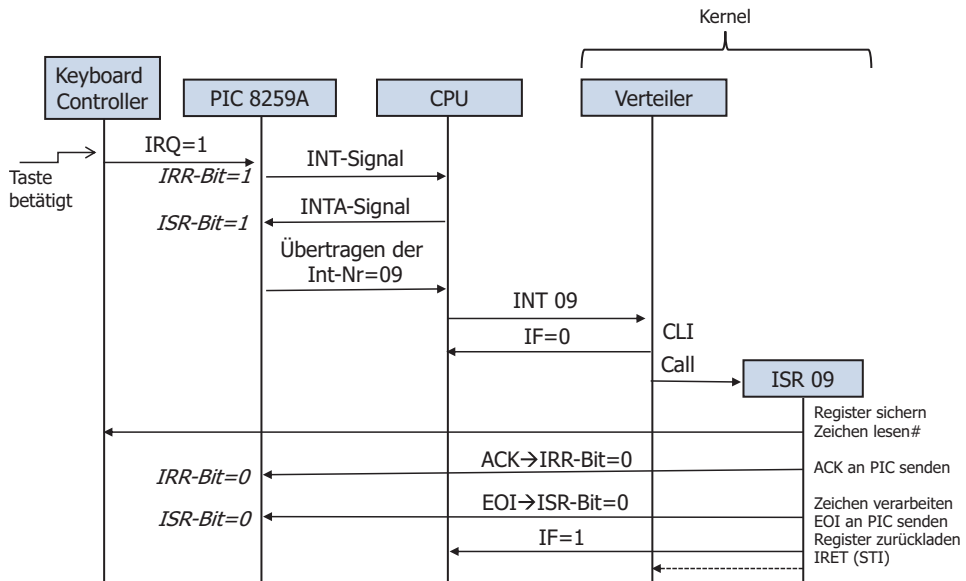 Kernel
Keyboard
Controller
PIC 8259A
CPU
Verteiler
IRQ=1
INT-Signal
Taste
betätigt
IRR-Bit=1
INTA-Signal
ISR-Bit=1
Übertragen der
Int-Nr=09
INT 09
IF=0
CLI
Call
ISR 09
Register sichern
Zeichen lesen#
ACK→IRR-Bit=0
IRR-Bit=0
ACK an PIC senden
EOI→ISR-Bit=0
ISR-Bit=0
Zeichen verarbeiten
EOI an PIC senden
IF=1
Register zurückladen
IRET (STI)